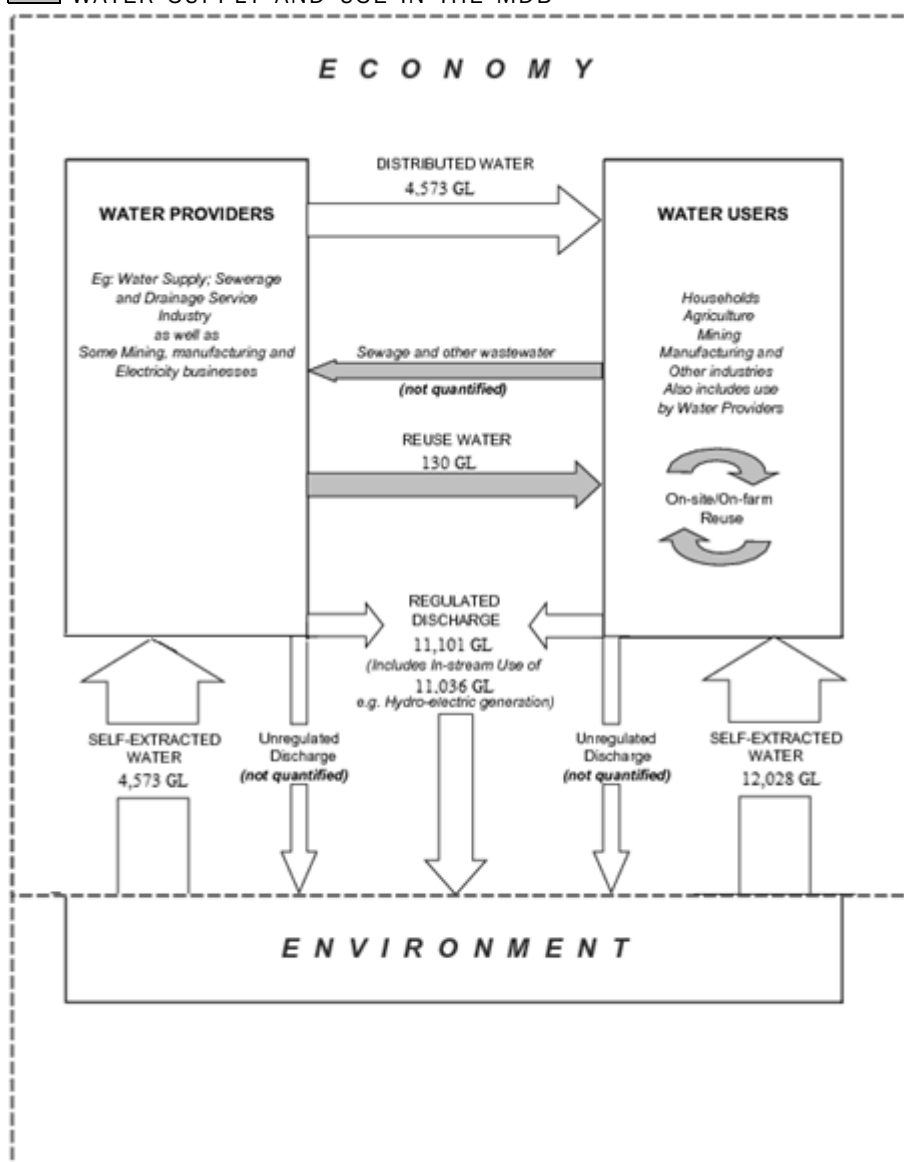 WATER SUPPLY AND USE IN THE MDB
ECONOMY
DISTRIBUTED WATER
4,573 GL
WATER PROVIDERS
Eg: Water Supply; Sewerage
and Drainage Service
Industry
as well as
Some Mining, manufacturing and
Electricity businesses
WATER USERS
Households
Agriculture
Mining
Manufacturing and
Other industries
Also includes use
by Water Providers
Sewage and other wastewater
(not quantified)
REUSE WATER
130 GL
On-site/On-farm
Reuse
REGULATED
DISCHARGE
11,101 GL
(Includes In-stream Use of
11,036 GL
e.g. Hydro-electric generation)
SELF-EXTRACTED
WATER
4,573 GL
Unregulated
Discharge
(not quantified)
Unregulated
Discharge
(not quantified)
SELF-EXTRACTED
WATER
12,028 GL
ENVIRONMENT